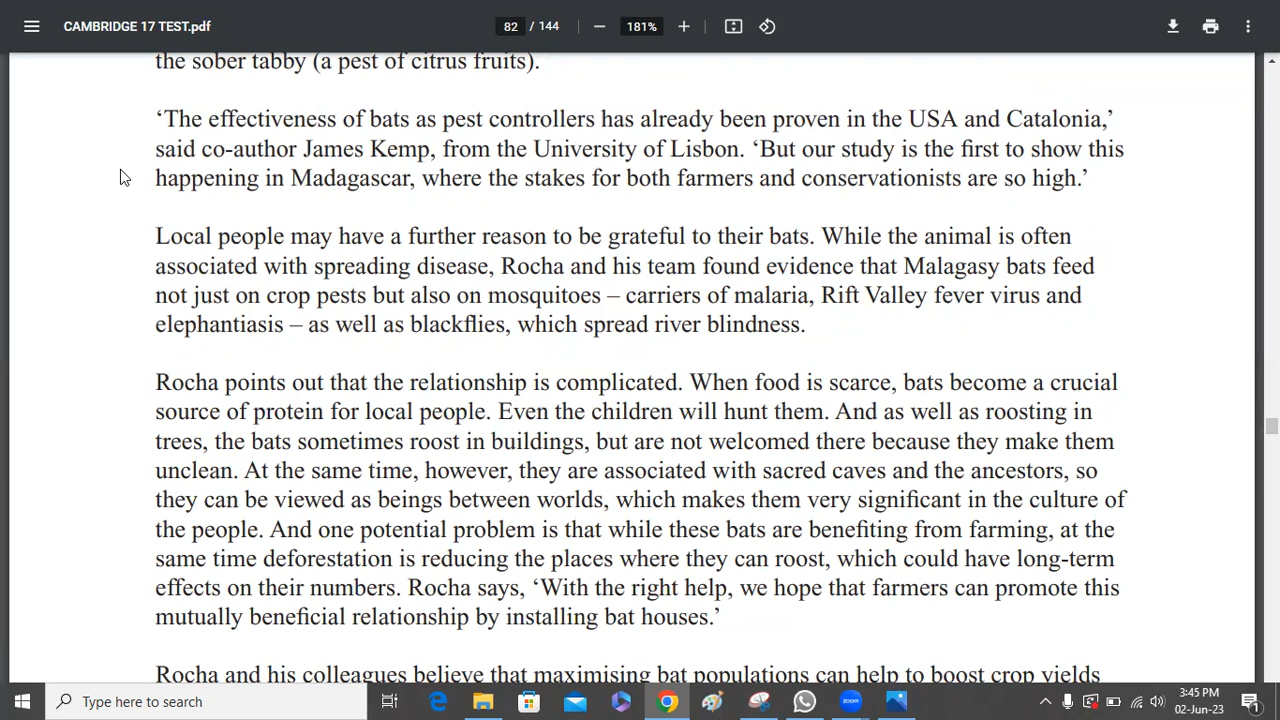 CAMBRIDGE 17 TEST.pdf
82 / 144
181%
the sober tabby (a pest of citrus fruits).
‘The effectiveness of bats as pest controllers has already been proven in the USA and Catalonia,’
said co-author James Kemp, from the University of Lisbon. ‘But our study is the first to show this
happening in Madagascar, where the stakes for both farmers and conservationists are so high.’
Local people may have a further reason to be grateful to their bats. While the animal is often
associated with spreading disease, Rocha and his team found evidence that Malagasy bats feed
not just on crop pests but also on mosquitoes – carriers of malaria, Rift Valley fever virus and
elephantiasis – as well as blackflies, which spread river blindness.
Rocha points out that the relationship is complicated. When food is scarce, bats become a crucial
source of protein for local people. Even the children will hunt them. And as well as roosting in
trees, the bats sometimes roost in buildings, but are not welcomed there because they make them
unclean. At the same time, however, they are associated with sacred caves and the ancestors, so
they can be viewed as beings between worlds, which makes them very significant in the culture of
the people. And one potential problem is that while these bats are benefiting from farming, at the
same time deforestation is reducing the places where they can roost, which could have long-term
effects on their numbers. Rocha says, ‘With the right help, we hope that farmers can promote this
mutually beneficial relationship by installing bat houses.’
Rocha and his colleagues believe that maximising bat populations can help to boost crop yields
Type here to search
zoom
3:45 PM
02-Jun-23
1